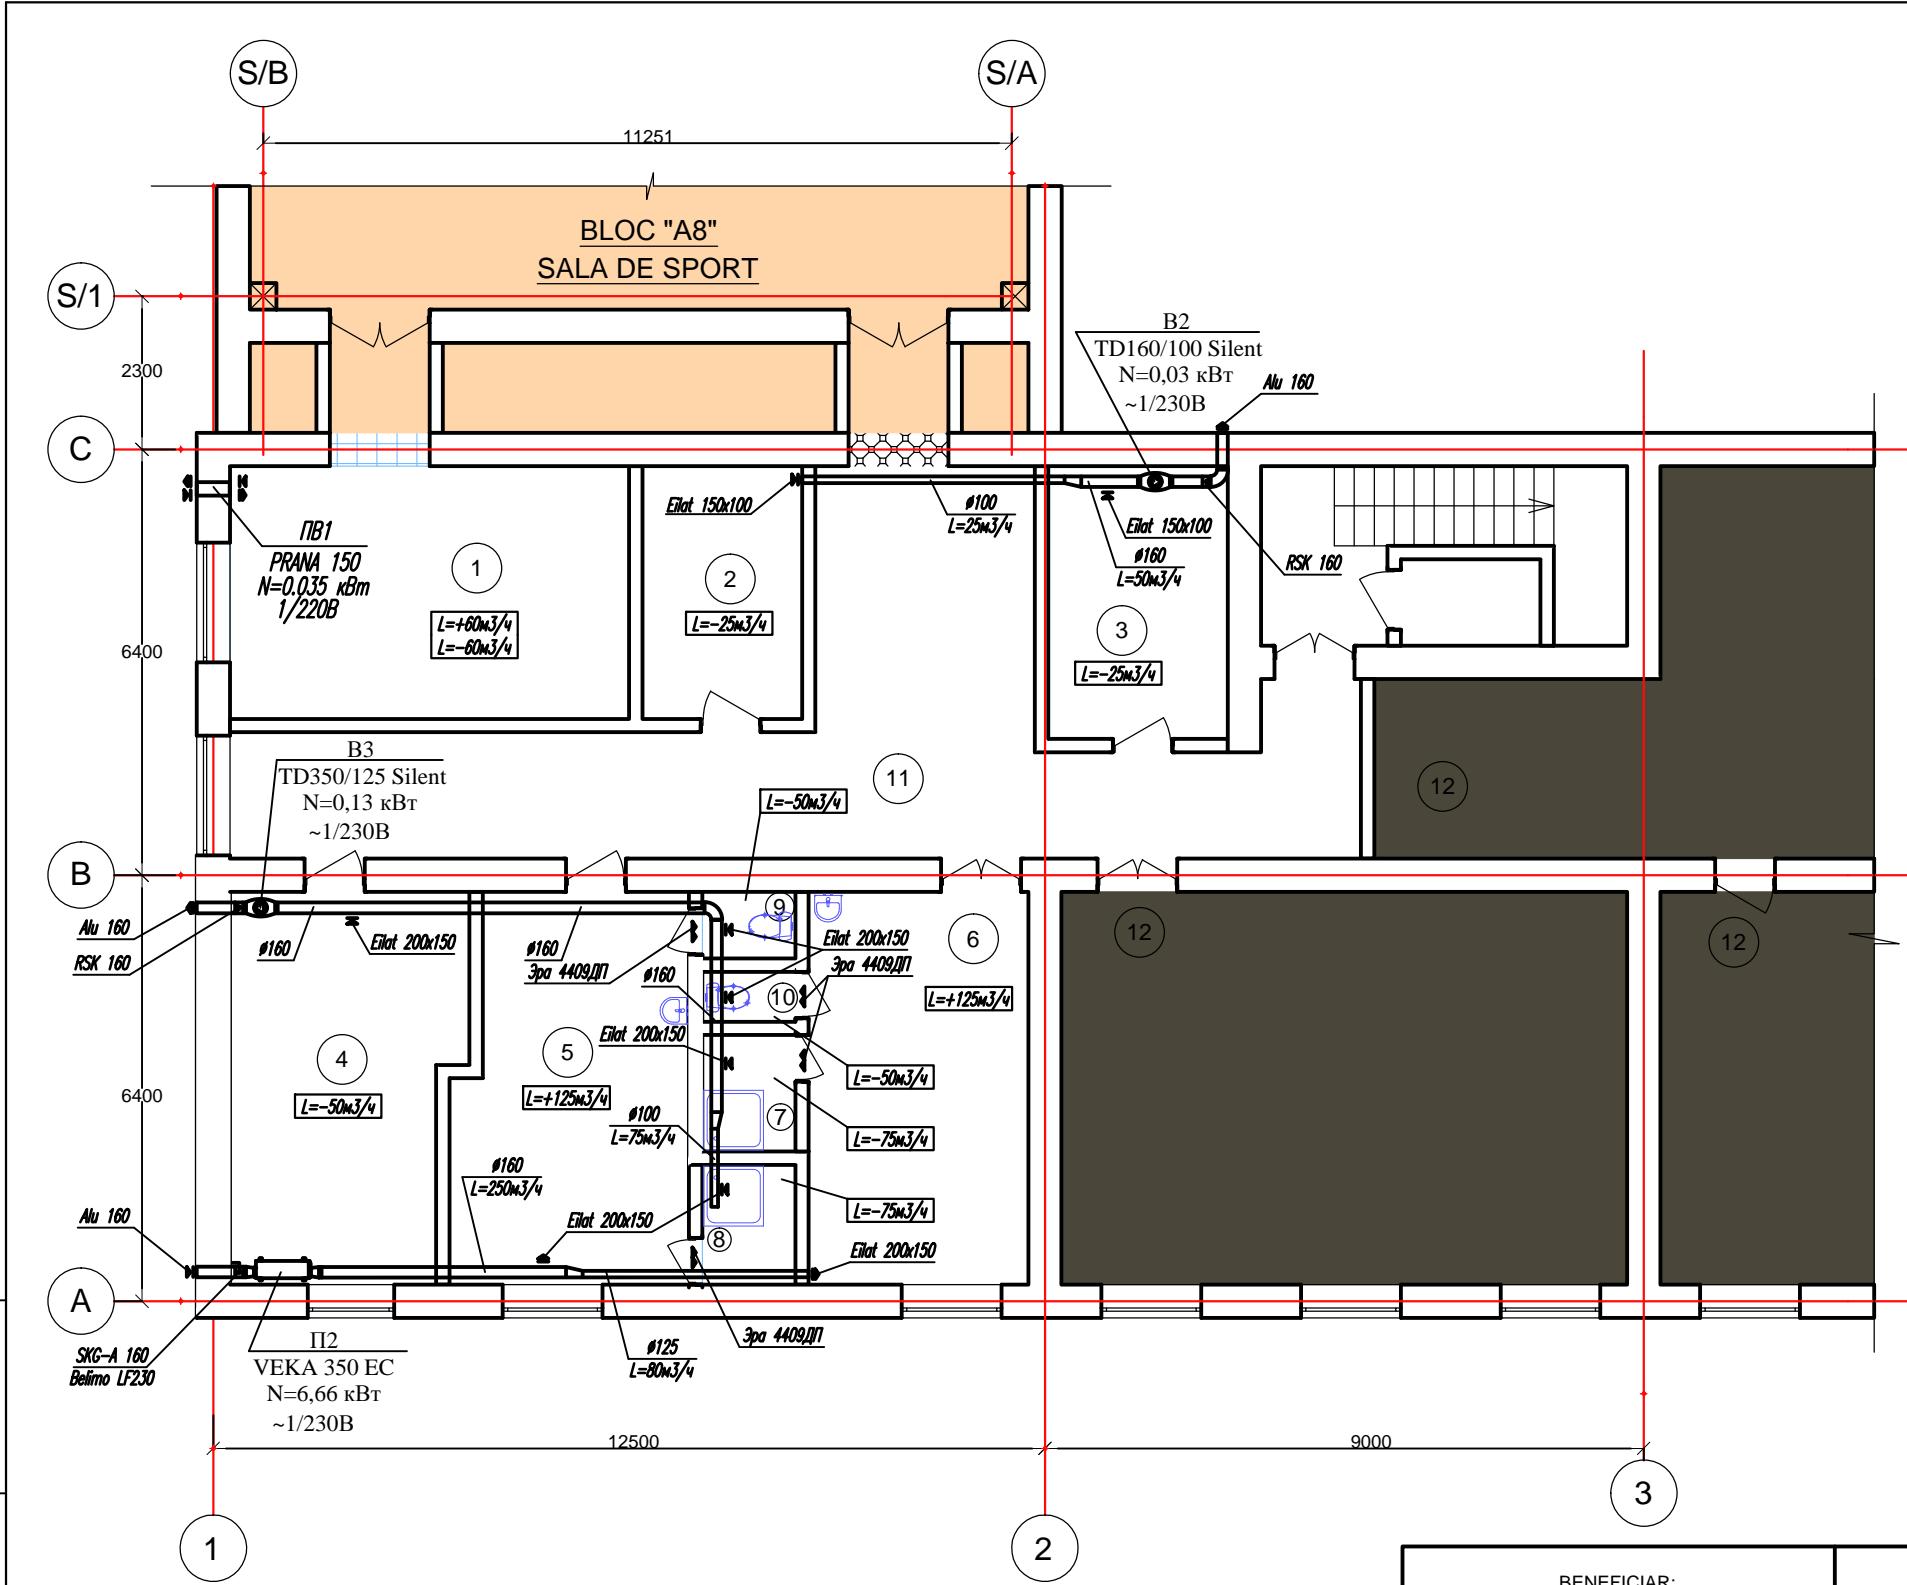 S/B
S/A
11251
BLOC "A8"
SALA DE SPORT
S/1
2300
C
B2
TD160/100 Silent
N=0,03 кВт
~1/230В
Alu 160
Eilat 150x100
ø100
L=25м3/ч
Eilat 150x100
ø160
L=50м3/ч
RSK 160
ПВ1
PRANA 150
N=0.035 кВт
1/220В
1
L=+60м3/ч
L=-60м3/ч
2
L=-25м3/ч
3
L=-25м3/ч
6400
B3
TD350/125 Silent
N=0,13 кВт
~1/230В
11
L=-50м3/ч
12
B
Alu 160
RSK 160
ø160
Eilat 200x150
ø160
Эра 4409ДП
ø160
9
Eilat 200x150
Эра 4409ДП
6
L=+125м3/ч
12
12
10
Eilat 200x150
4
L=-50м3/ч
5
L=+125м3/ч
L=-50м3/ч
6400
ø100
L=75м3/ч
7
L=-75м3/ч
ø160
L=250м3/ч
L=-75м3/ч
Alu 160
Eilat 200x150
8
Eilat 200x150
A
SKG-A 160
Belimo LF230
П2
VEKA 350 EC
N=6,66 кВт
~1/230В
ø125
L=80м3/ч
Эра 4409ДП
12500
9000
1
2
3
BENEFICIAR: